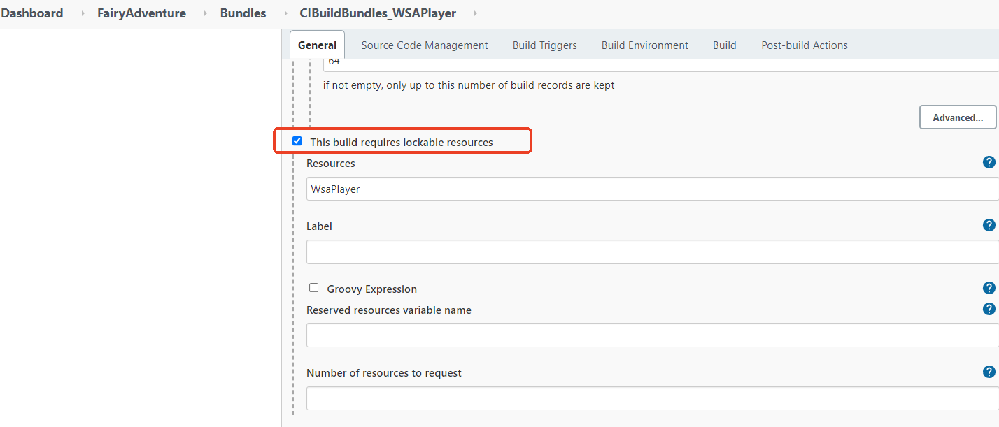 Dashboard FairyAdventure Bundles CIBuildBundles_WSAPlayer
General Source Code Management Build Triggers Build Environment Build Post-build Actions
64
if not empty, only up to this number of build records are kept
Advanced...
This build requires lockable resources
Resources ?
WsaPlayer
Label ?
Groovy Expression ?
Reserved resources variable name ?
Number of resources to request ?